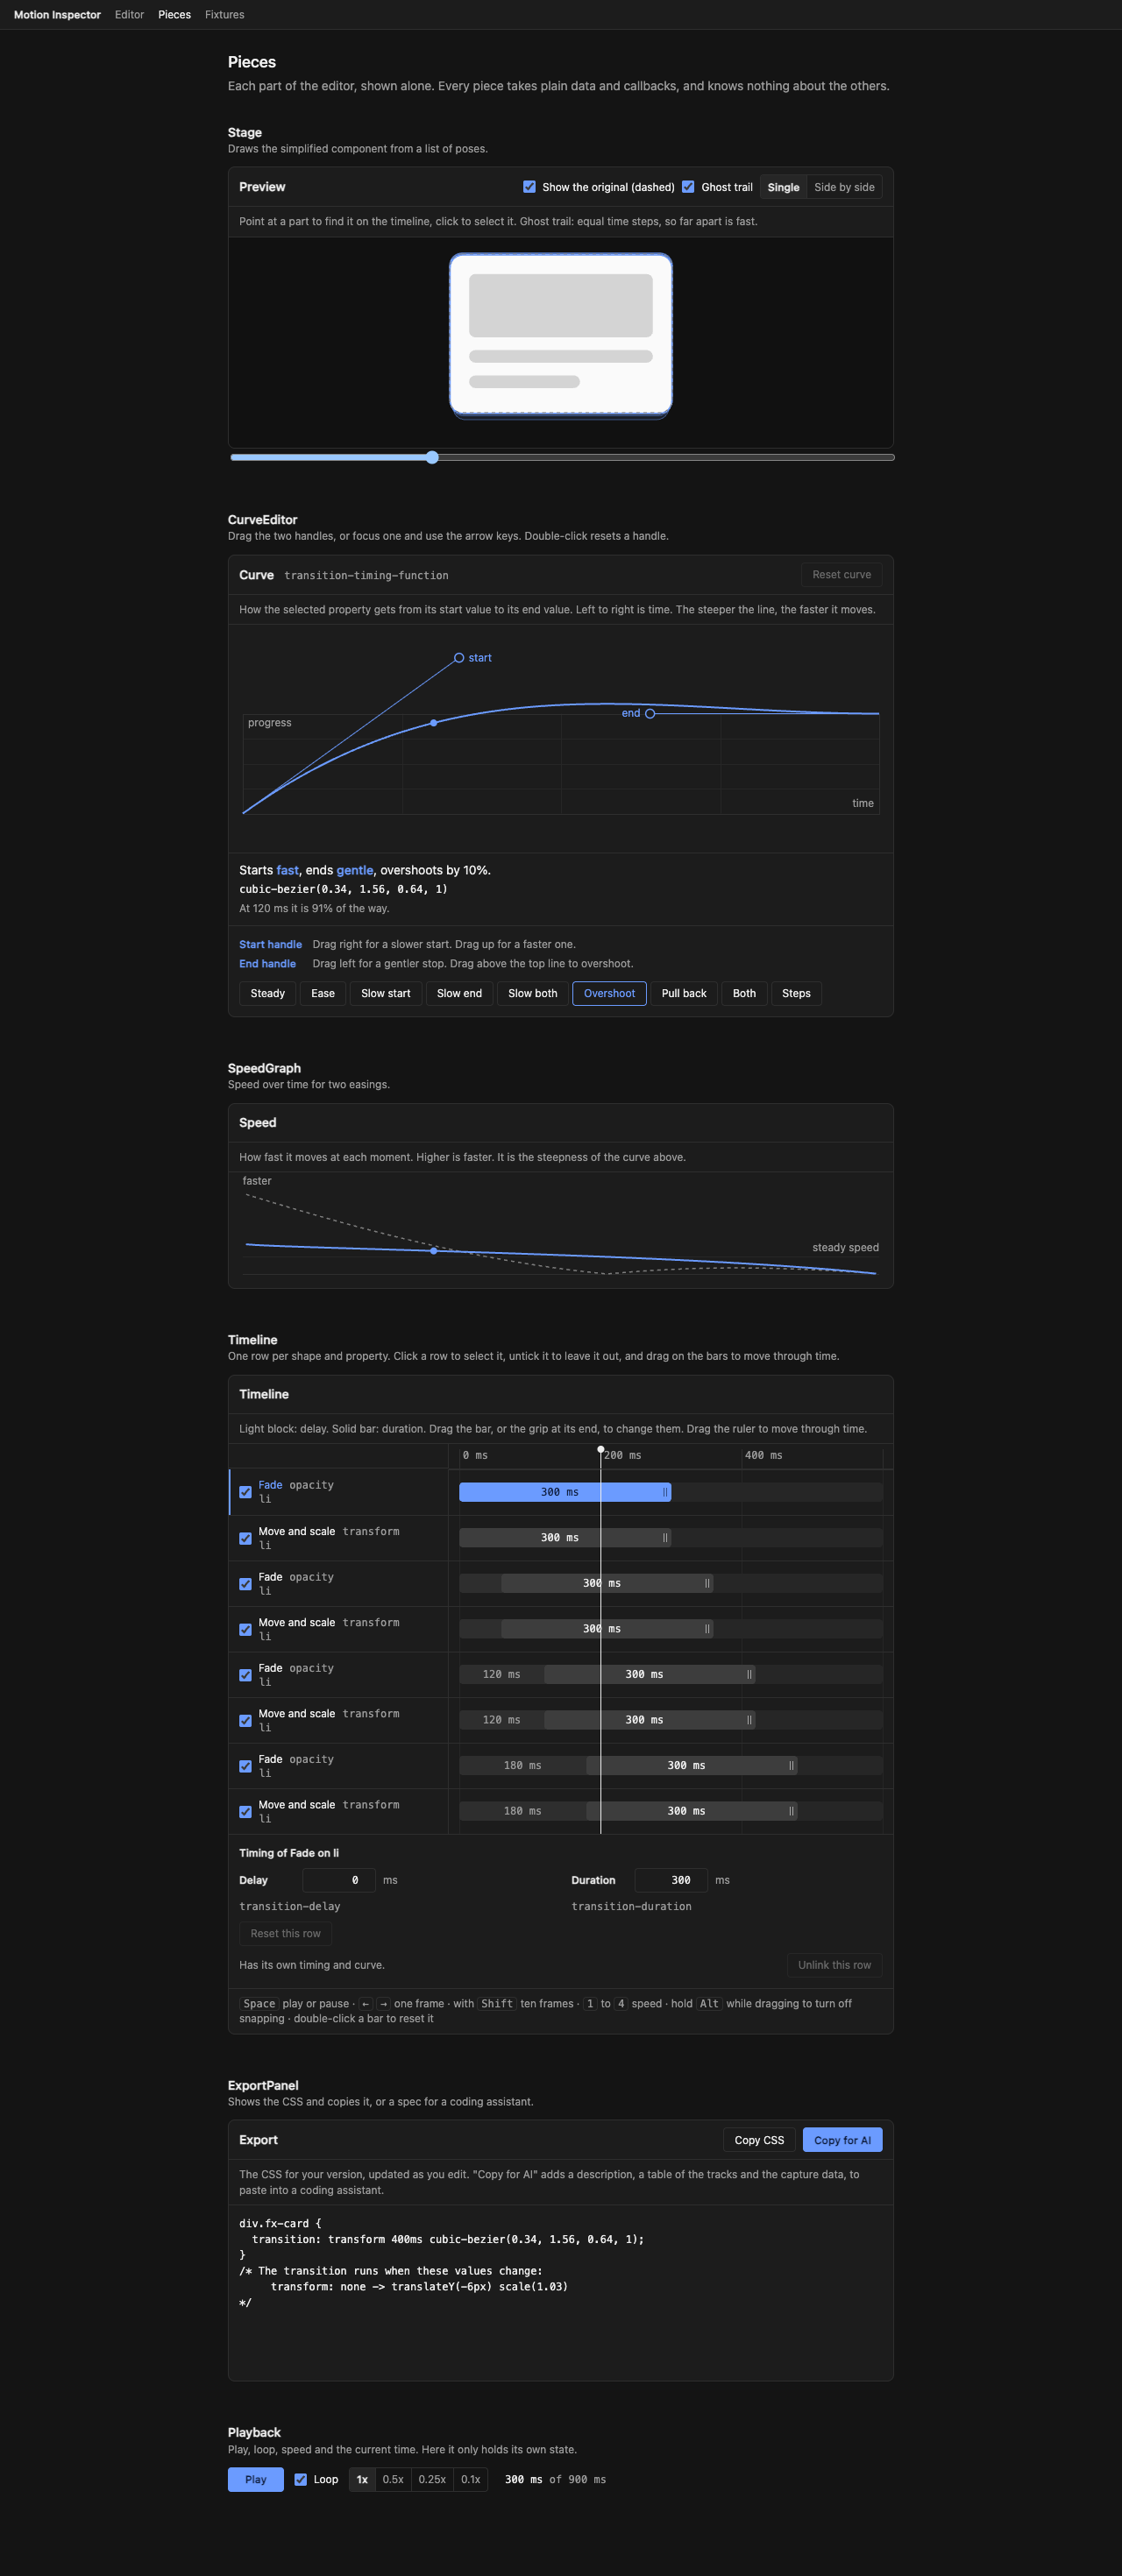 Motion Inspector Editor Pieces Fixtures
Pieces
Each part of the editor, shown alone. Every piece takes plain data and callbacks, and knows nothing about the others.
Stage
Draws the simplified component from a list of poses.
Preview Show the original (dashed) Ghost trail Single Side by side
Point at a part to find it on the timeline, click to select it. Ghost trail: equal time steps, so far apart is fast.
CurveEditor
Drag the two handles, or focus one and use the arrow keys. Double-click resets a handle.
Curve transition-timing-function Reset curve
How the selected property gets from its start value to its end value. Left to right is time. The steeper the line, the faster it moves.
start
end
progress
time
Starts fast, ends gentle, overshoots by 10%.
cubic-bezier(0.34, 1.56, 0.64, 1)
At 120 ms it is 91% of the way.
Start handle Drag right for a slower start. Drag up for a faster one.
End handle Drag left for a gentler stop. Drag above the top line to overshoot.
Steady Ease Slow start Slow end Slow both Overshoot Pull back Both Steps
SpeedGraph
Speed over time for two easings.
Speed
How fast it moves at each moment. Higher is faster. It is the steepness of the curve above.
faster
steady speed
Timeline
One row per shape and property. Click a row to select it, untick it to leave it out, and drag on the bars to move through time.
Timeline
Light block: delay. Solid bar: duration. Drag the bar, or the grip at its end, to change them. Drag the ruler to move through time.
0 ms 200 ms 400 ms
Fade opacity 300 ms
li
Move and scale transform 300 ms
li
Fade opacity 300 ms
li
Move and scale transform 300 ms
li
Fade opacity 120 ms 300 ms
li
Move and scale transform 120 ms 300 ms
li
Fade opacity 180 ms 300 ms
li
Move and scale transform 180 ms 300 ms
li
Timing of Fade on li
Delay 0 ms Duration 300 ms
transition-delay transition-duration
Reset this row
Has its own timing and curve. Unlink this row
Space play or pause · ← → one frame · with Shift ten frames · 1 to 4 speed · hold Alt while dragging to turn off
snapping · double-click a bar to reset it
ExportPanel
Shows the CSS and copies it, or a spec for a coding assistant.
Export Copy CSS Copy for AI
The CSS for your version, updated as you edit. "Copy for AI" adds a description, a table of the tracks and the capture data, to
paste into a coding assistant.
div.fx-card {
transition: transform 400ms cubic-bezier(0.34, 1.56, 0.64, 1);
}
/* The transition runs when these values change:
transform: none -> translateY(-6px) scale(1.03)
*/
Playback
Play, loop, speed and the current time. Here it only holds its own state.
Play Loop 1x 0.5x 0.25x 0.1x 300 ms of 900 ms